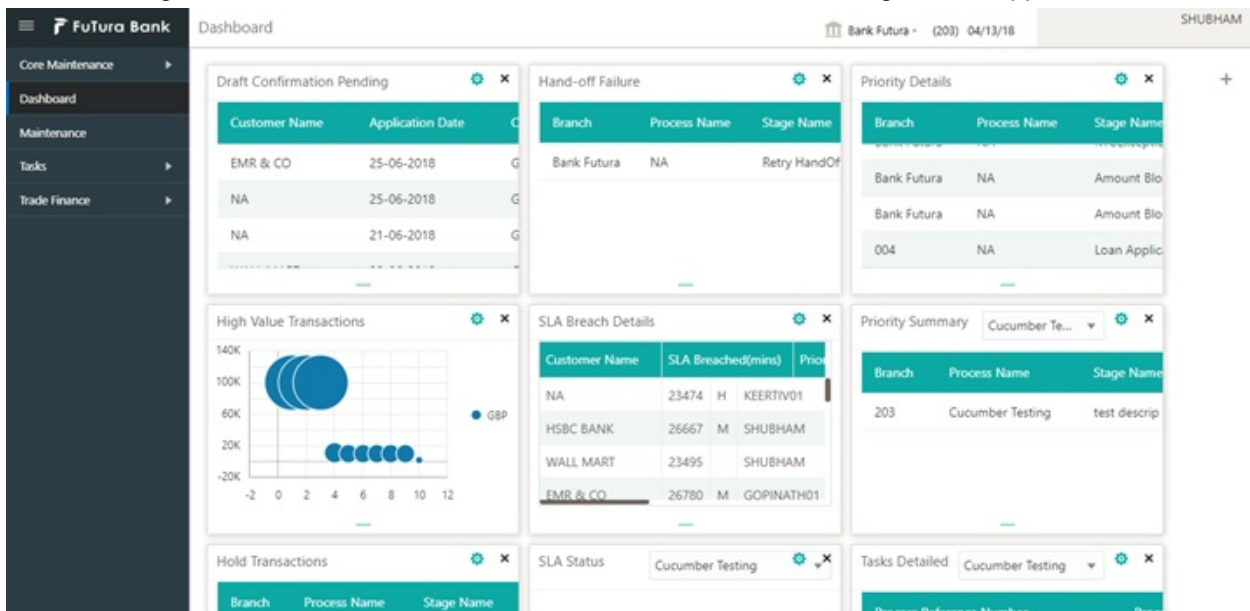 FuTura Bank
Dashboard
Bank Futura - (203) 04/13/18
SHUBHAM
Core Maintenance
Dashboard
Maintenance
Tasks
Trade Finance
Draft Confirmation Pending
Customer Name Application Date
EMR & CO 25-06-2018
NA 25-06-2018
NA 21-06-2018
Hand-off Failure
Branch Process Name Stage Name
Bank Futura NA Retry HandOf
Priority Details
Branch Process Name Stage Name
Bank Futura NA Amount Blo
Bank Futura NA Amount Blo
004 NA Loan Applic
High Value Transactions
140K
100K
60K
20K
-20K
-2 0 2 4 6 8 10 12
GBP
SLA Breach Details
Customer Name SLA Breached(mins) Prior
NA 23474 H KEERTIV01
HSBC BANK 26667 M SHUBHAM
WALL MART 23495 SHUBHAM
EMR & CO 26780 M GOPINATH01
Priority Summary Cucumber Te...
Branch Process Name Stage Name
203 Cucumber Testing test descrip
Hold Transactions
Branch Process Name Stage Name
SLA Status Cucumber Testing
Tasks Detailed Cucumber Testing